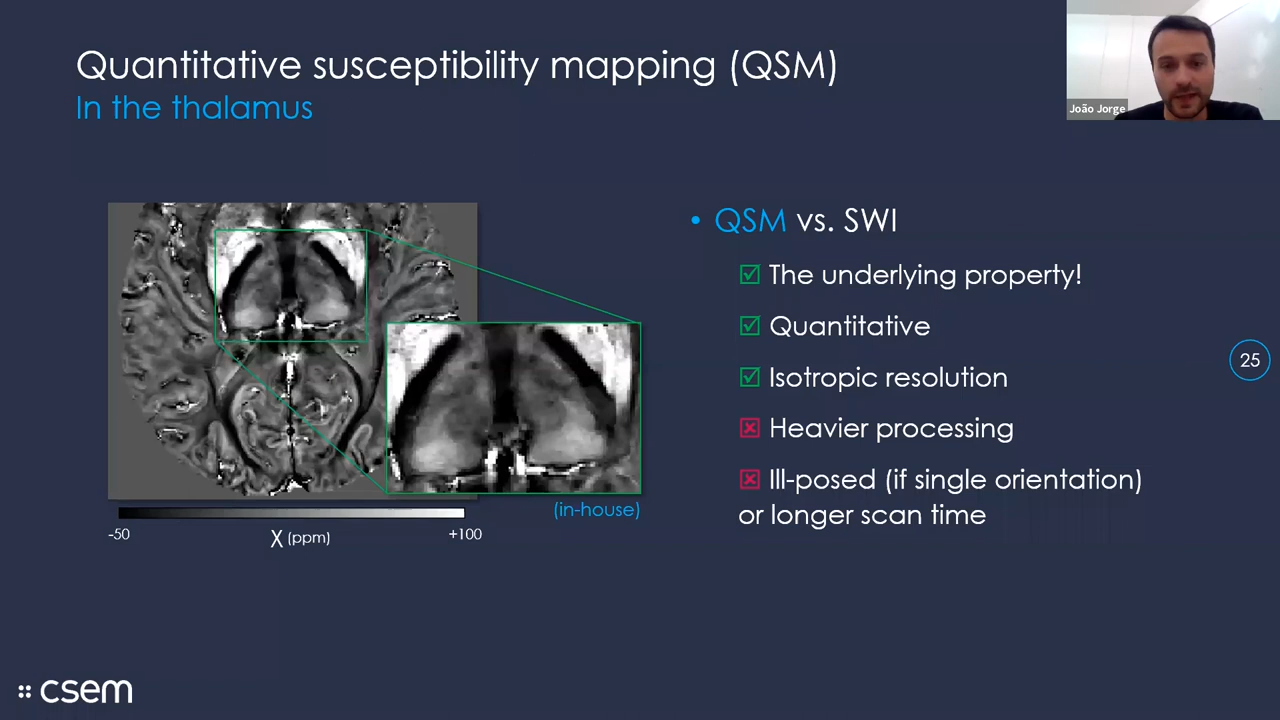 Quantitative susceptibility mapping (QSM)
In the thalamus
João Jorge
• QSM vs. SWI
The underlying property!
Quantitative
Isotropic resolution
Heavier processing
Ill-posed (if single orientation)
or longer scan time
25
(in-house)
-50
+100
χ (ppm)
csem